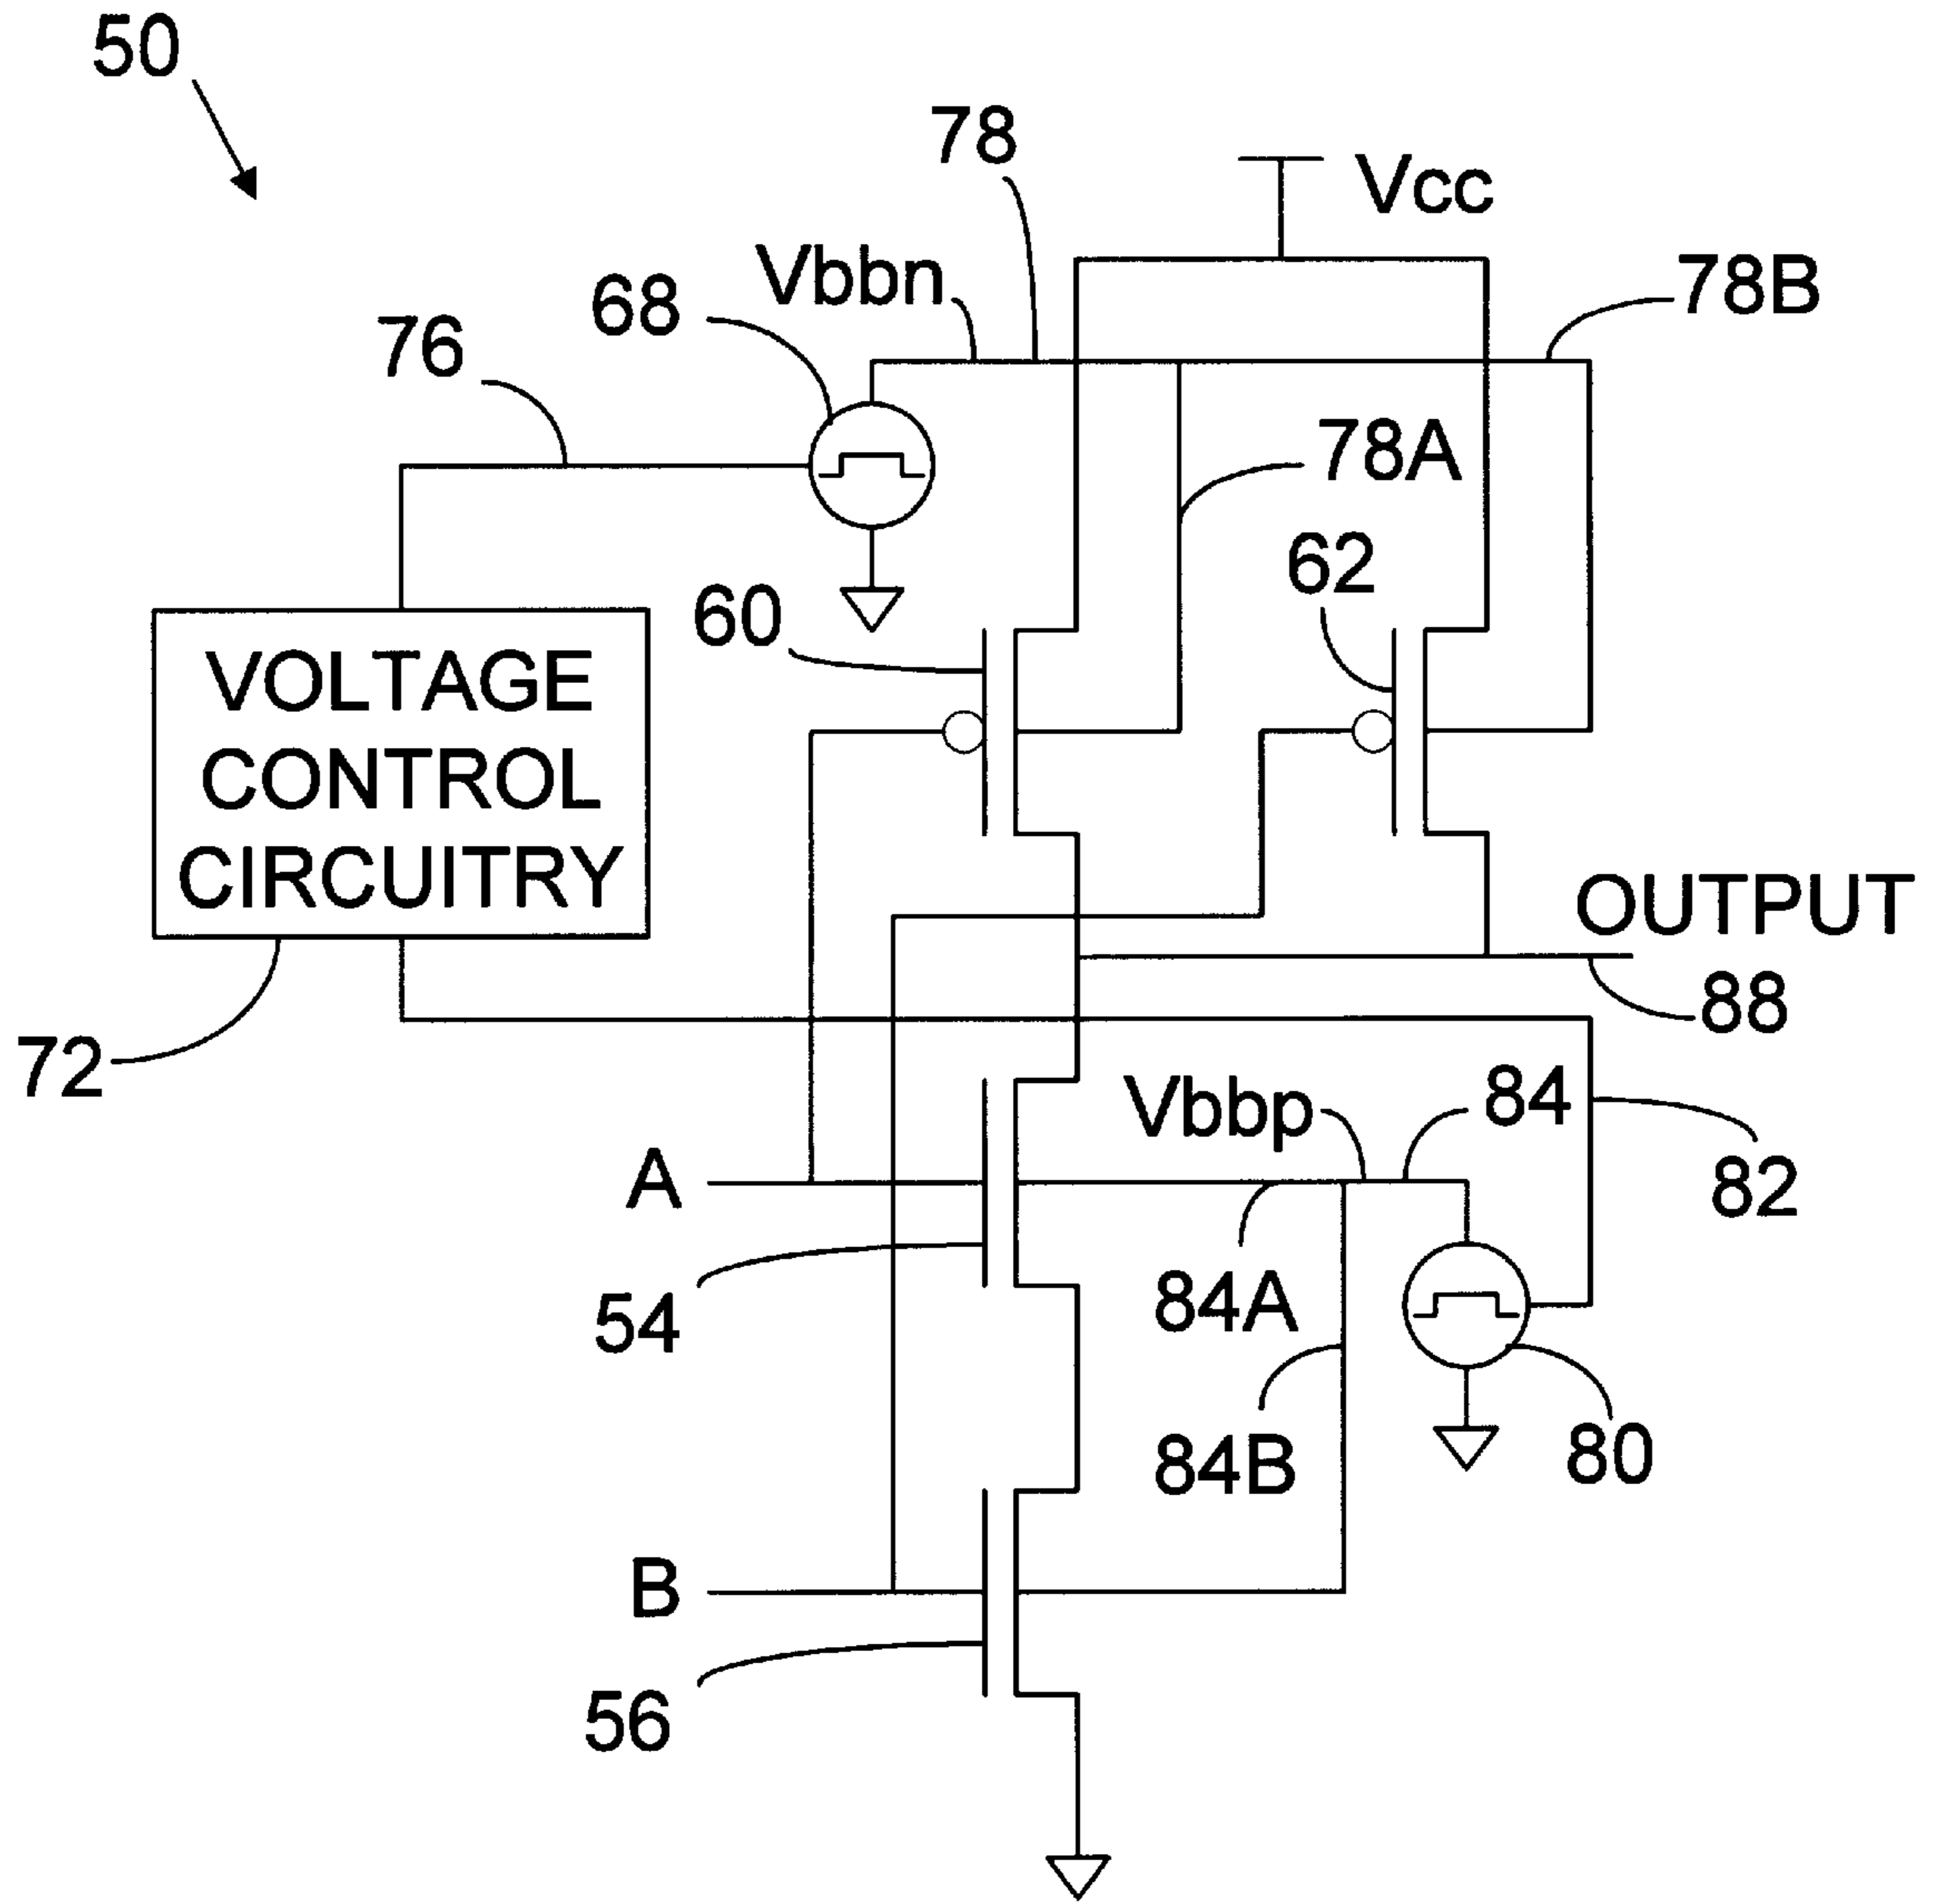 50
78
Vcc
Vbbn
78B
68
76
78A
62
60
VOLTAGE
CONTROL
CIRCUITRY
OUTPUT
88
72
Vbbp
84
A
82
54
84A
84B
80
B
56